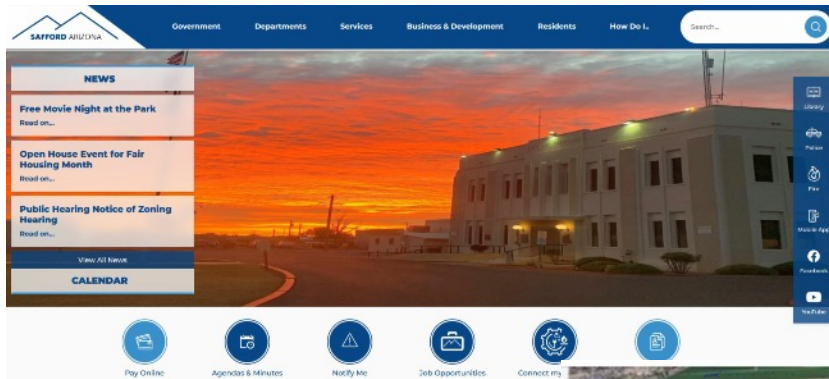 SAFFORD ARIZONA
Government Departments Services Business & Development Residents How Do I...
Search...
NEWS
Free Movie Night at the Park
Read on...
Open House Event for Fair
Housing Month
Read on...
Public Hearing Notice of Zoning
Hearing
Read on...
View All News
CALENDAR
Library
Police
Fire
Mobile App
Facebook
YouTube
Pay Online Agendas & Minutes Notify Me Job Opportunities Connect my